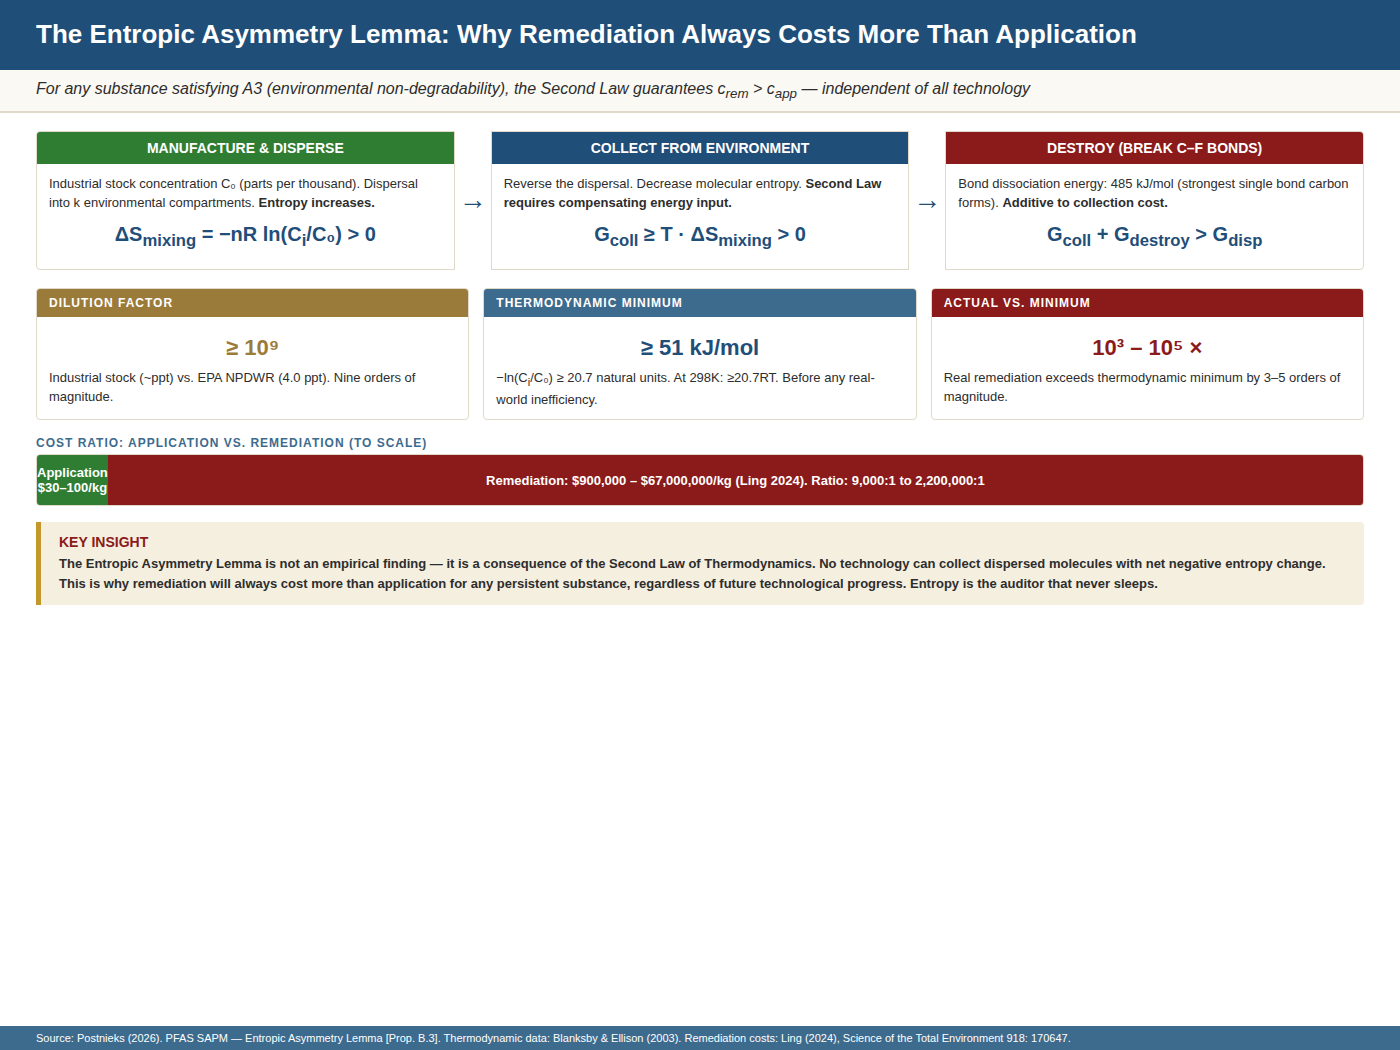 The Entropic Asymmetry Lemma: Why Remediation Always Costs More Than Application
For any substance satisfying A3 (environmental non-degradability), the Second Law guarantees c_rem > c_app — independent of all technology
MANUFACTURE & DISPERSE
Industrial stock concentration C₀ (parts per thousand). Dispersal
into k environmental compartments. Entropy increases.
ΔS_mixing = −nR ln(C_i/C₀) > 0
→
COLLECT FROM ENVIRONMENT
Reverse the dispersal. Decrease molecular entropy. Second Law
requires compensating energy input.
G_coll ≥ T · ΔS_mixing > 0
→
DESTROY (BREAK C–F BONDS)
Bond dissociation energy: 485 kJ/mol (strongest single bond carbon
forms). Additive to collection cost.
G_coll + G_destroy > G_disp
DILUTION FACTOR
≥ 10⁹
Industrial stock (~ppt) vs. EPA NPDWR (4.0 ppt). Nine orders of
magnitude.
THERMODYNAMIC MINIMUM
≥ 51 kJ/mol
−ln(C_i/C₀) ≥ 20.7 natural units. At 298K: ≥20.7RT. Before any real-
world inefficiency.
ACTUAL VS. MINIMUM
10³ – 10⁵ ×
Real remediation exceeds thermodynamic minimum by 3–5 orders of
magnitude.
COST RATIO: APPLICATION VS. REMEDIATION (TO SCALE)
Application
$30–100/kg
Remediation: $900,000 – $67,000,000/kg (Ling 2024). Ratio: 9,000:1 to 2,200,000:1
KEY INSIGHT
The Entropic Asymmetry Lemma is not an empirical finding — it is a consequence of the Second Law of Thermodynamics. No technology can collect dispersed molecules with net negative entropy change.
This is why remediation will always cost more than application for any persistent substance, regardless of future technological progress. Entropy is the auditor that never sleeps.
Source: Postnieks (2026). PFAS SAPM — Entropic Asymmetry Lemma [Prop. B.3]. Thermodynamic data: Blanksby & Ellison (2003). Remediation costs: Ling (2024), Science of the Total Environment 918: 170647.